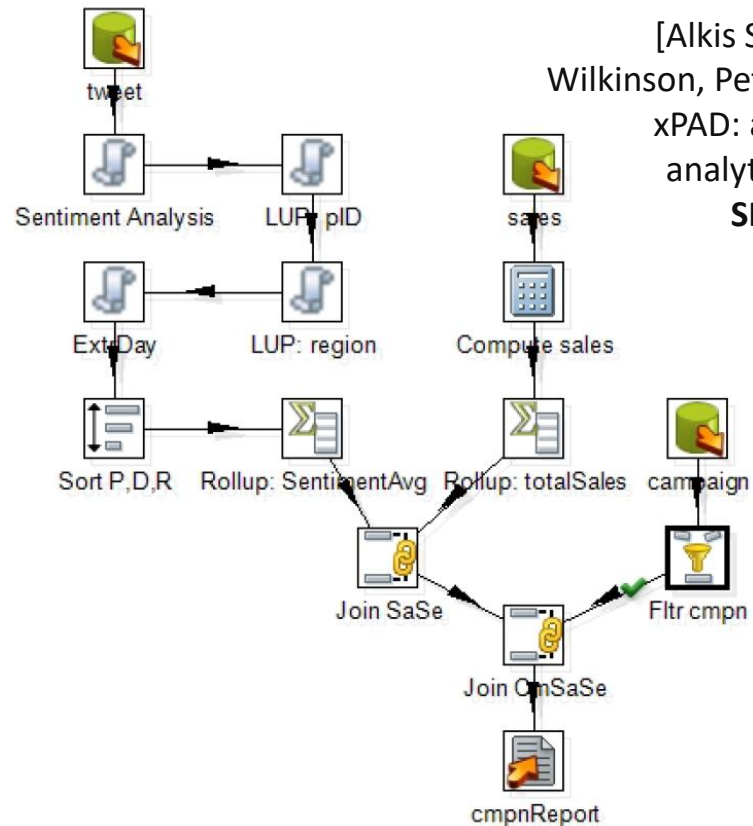 [Alkis S
Wilkinson, Pe
xPAD: a
analyt
tweet
Sentiment Analysis
LUP: pID
sales
ExtrDay
LUP: region
Compute sales
Sort P,D,R
Rollup: SentimentAvg
Rollup: totalSales
campaign
Join SaSe
Fltr cmpn
Join CmSaSe
cmpnReport